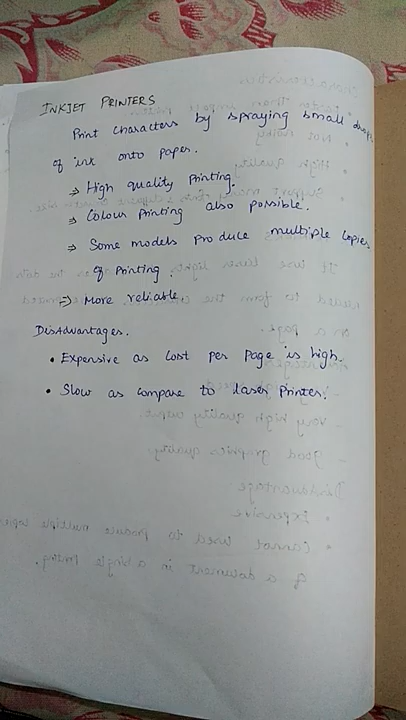 INKJET PRINTERS
Print characters by spraying small drops
of ink onto paper.
⇒ High quality printing.
⇒ Colour printing also possible.
⇒ Some models produce multiple copies
of printing.
⇒ More reliable.
DisAdvantages.
• Expensive as cost per page is high.
• Slow as compare to laser printer.